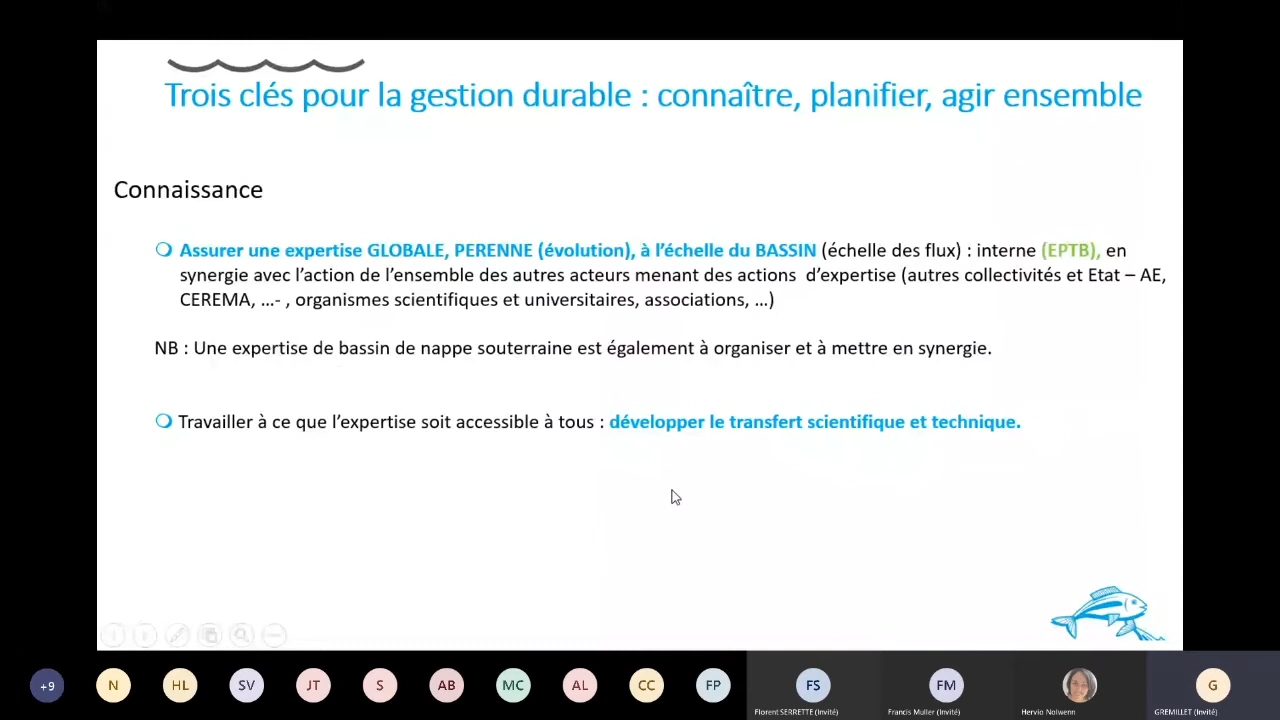 Trois clés pour la gestion durable : connaître, planifier, agir ensemble
Connaissance
Assurer une expertise GLOBALE, PERENNE (évolution), à l’échelle du BASSIN (échelle des flux) : interne (EPTB), en
synergie avec l’action de l’ensemble des autres acteurs menant des actions  d’expertise (autres collectivités et Etat – AE,
CEREMA, …- , organismes scientifiques et universitaires, associations, …)
NB : Une expertise de bassin de nappe souterraine est également à organiser et à mettre en synergie.
Travailler à ce que l’expertise soit accessible à tous : développer le transfert scientifique et technique.
+9 N HL SV JT S AB MC AL CC FP FS FM G
Florent SERRETTE (Invité) Francis Muller (Invité) Hervio Nolwenn GREMILLET (Invité)